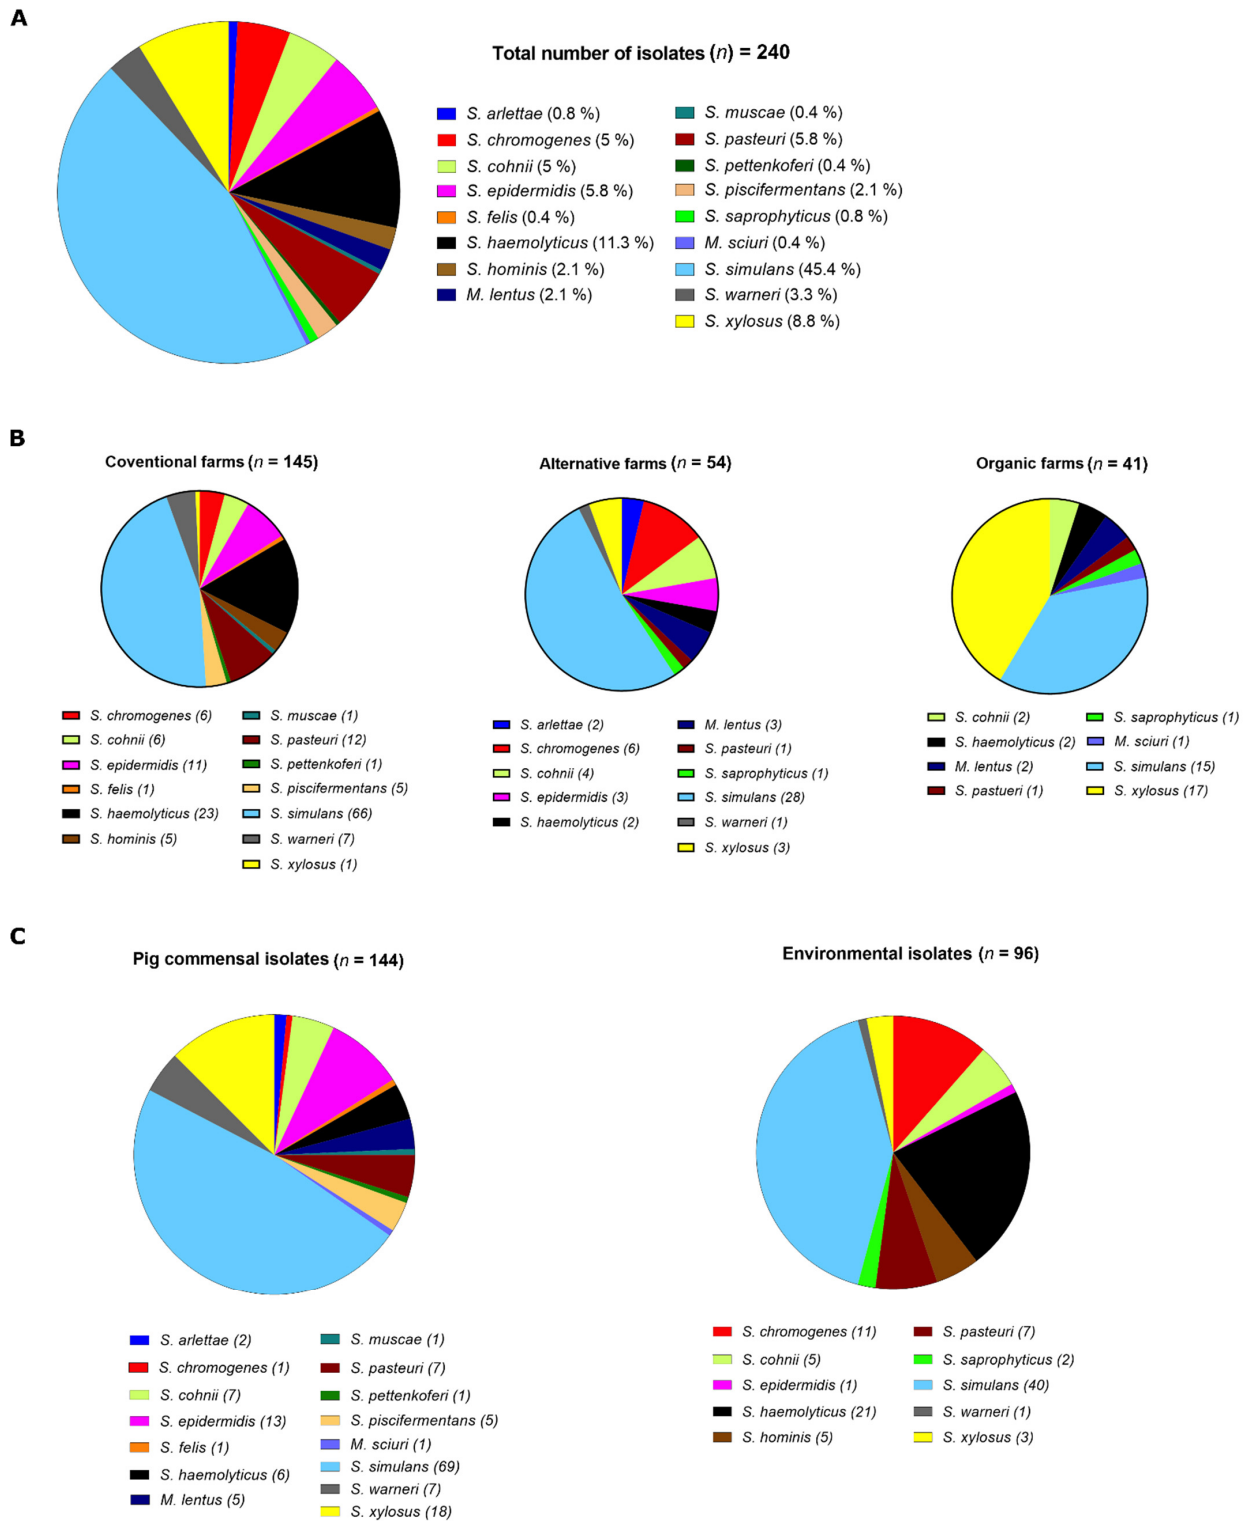 A
Total number of isolates (n) = 240
S. arlettae (0.8 %)
S. chromogenes (5 %)
S. cohnii (5 %)
S. epidermidis (5.8 %)
S. felis (0.4 %)
S. haemolyticus (11.3 %)
S. hominis (2.1 %)
M. lentus (2.1 %)
S. muscae (0.4 %)
S. pasteuri (5.8 %)
S. pettenkoferi (0.4 %)
S. piscifermentans (2.1 %)
S. saprophyticus (0.8 %)
M. sciuri (0.4 %)
S. simulans (45.4 %)
S. warneri (3.3 %)
S. xylosus (8.8 %)
B
Coventional farms (n = 145)
S. chromogenes (6)
S. cohnii (6)
S. epidermidis (11)
S. felis (1)
S. haemolyticus (23)
S. hominis (5)
S. muscae (1)
S. pasteuri (12)
S. pettenkoferi (1)
S. piscifermentans (5)
S. simulans (66)
S. warneri (7)
S. xylosus (1)
Alternative farms (n = 54)
S. arlettae (2)
S. chromogenes (6)
S. cohnii (4)
S. epidermidis (3)
S. haemolyticus (2)
M. lentus (3)
S. pasteuri (1)
S. saprophyticus (1)
S. simulans (28)
S. warneri (1)
S. xylosus (3)
Organic farms (n = 41)
S. cohnii (2)
S. haemolyticus (2)
M. lentus (2)
S. pastueri (1)
S. saprophyticus (1)
M. sciuri (1)
S. simulans (15)
S. xylosus (17)
C
Pig commensal isolates (n = 144)
S. arlettae (2)
S. chromogenes (1)
S. cohnii (7)
S. epidermidis (13)
S. felis (1)
S. haemolyticus (6)
M. lentus (5)
S. muscae (1)
S. pasteuri (7)
S. pettenkoferi (1)
S. piscifermentans (5)
M. sciuri (1)
S. simulans (69)
S. warneri (7)
S. xylosus (18)
Environmental isolates (n = 96)
S. chromogenes (11)
S. cohnii (5)
S. epidermidis (1)
S. haemolyticus (21)
S. hominis (5)
S. pasteuri (7)
S. saprophyticus (2)
S. simulans (40)
S. warneri (1)
S. xylosus (3)